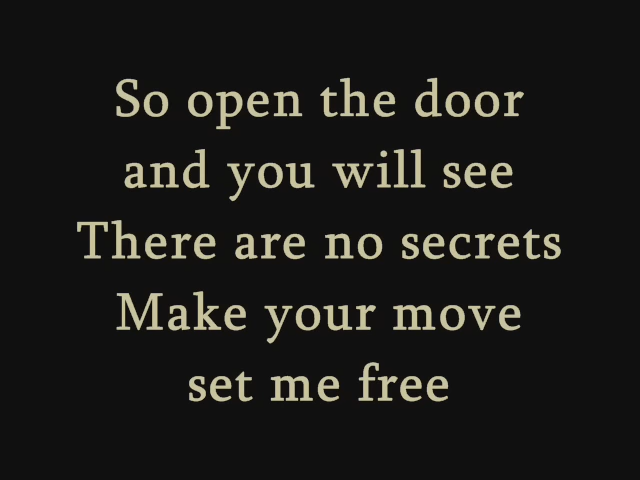 So open the door
and you will see
There are no secrets
Make your move
set me free